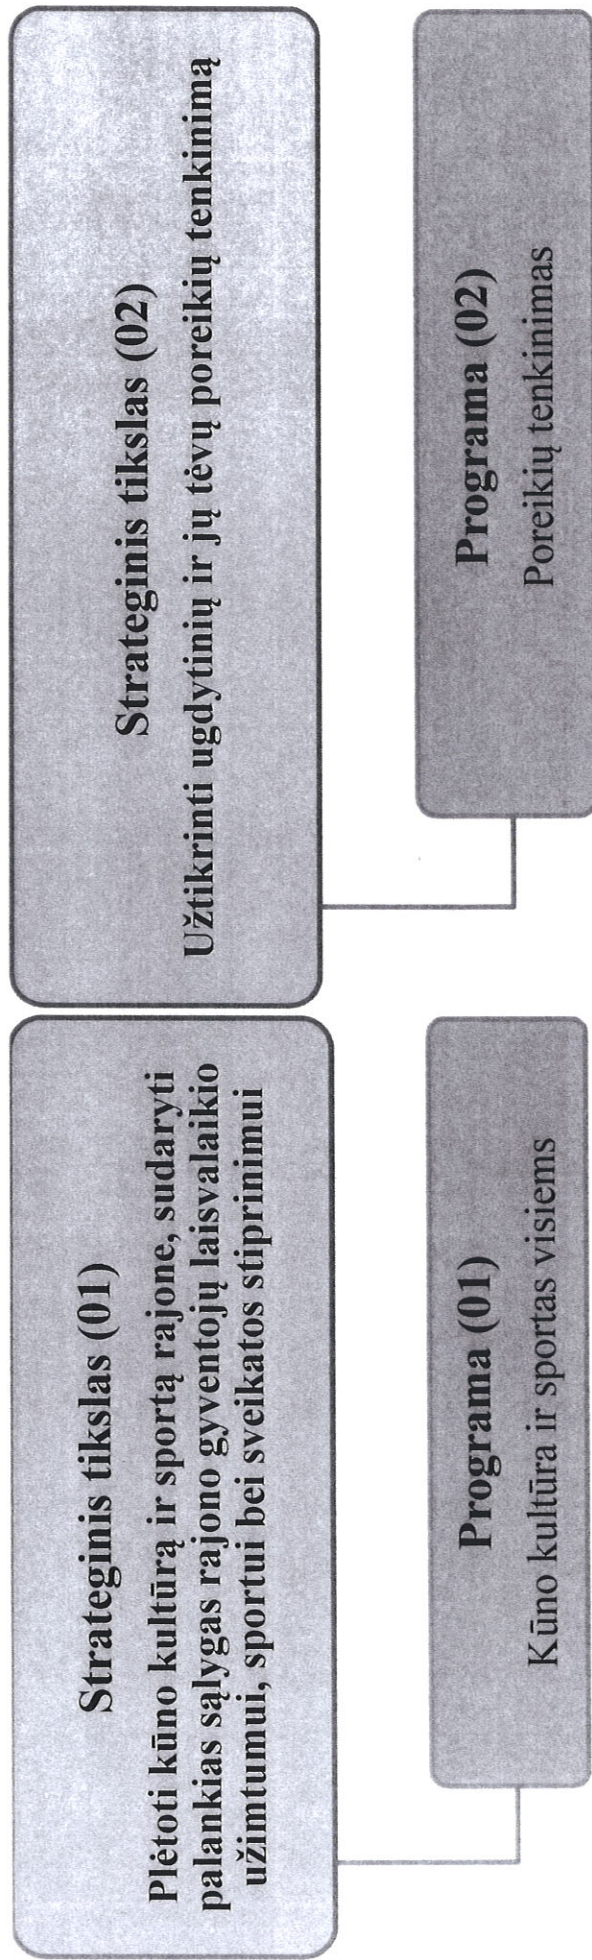 Strateginis tikslas (01)
Plėtoti kūno kultūrą ir sportą rajone, sudaryti
palankias sąlygas rajono gyventojų laisvalaikio
užimtumui, sportui bei sveikatos stiprinimui
Programa (01)
Kūno kultūra ir sportas visiems
Strateginis tikslas (02)
Užtikrinti ugdytinių ir jų tėvų poreikių tenkinimą
Programa (02)
Poreikių tenkinimas